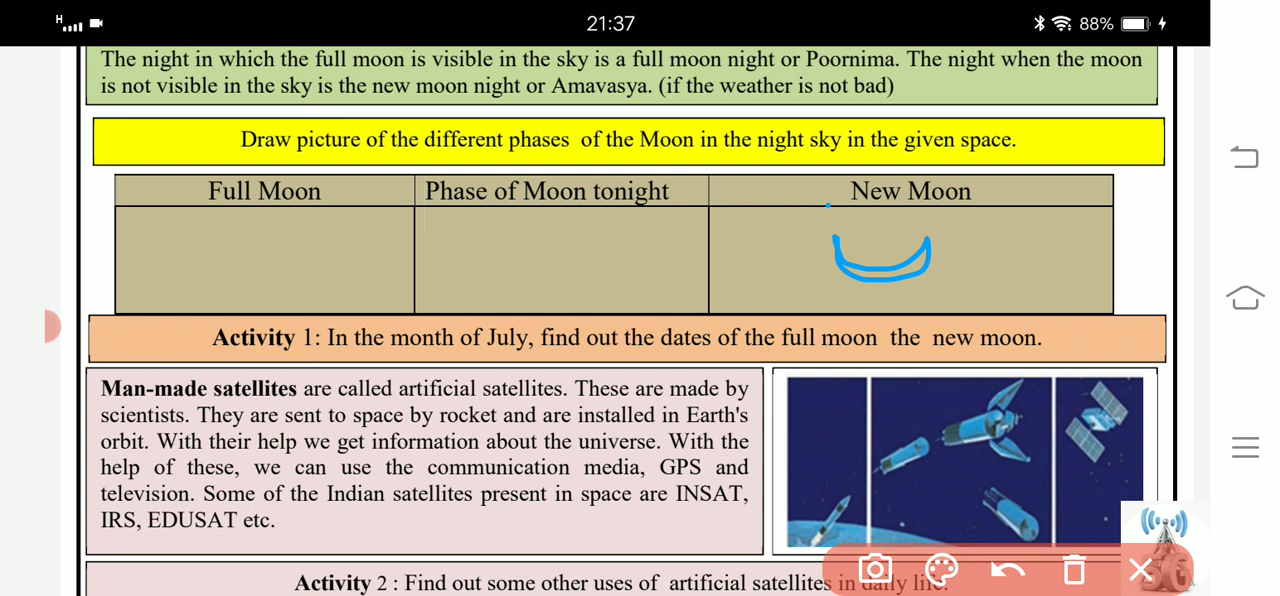 H 21:37 88%
The night in which the full moon is visible in the sky is a full moon night or Poornima. The night when the moon
is not visible in the sky is the new moon night or Amavasya. (if the weather is not bad)
Draw picture of the different phases of the Moon in the night sky in the given space.
Full Moon Phase of Moon tonight New Moon
Activity 1: In the month of July, find out the dates of the full moon the new moon.
Man-made satellites are called artificial satellites. These are made by
scientists. They are sent to space by rocket and are installed in Earth's
orbit. With their help we get information about the universe. With the
help of these, we can use the communication media, GPS and
television. Some of the Indian satellites present in space are INSAT,
IRS, EDUSAT etc.
Activity 2 : Find out some other uses of artificial satellites in daily life.